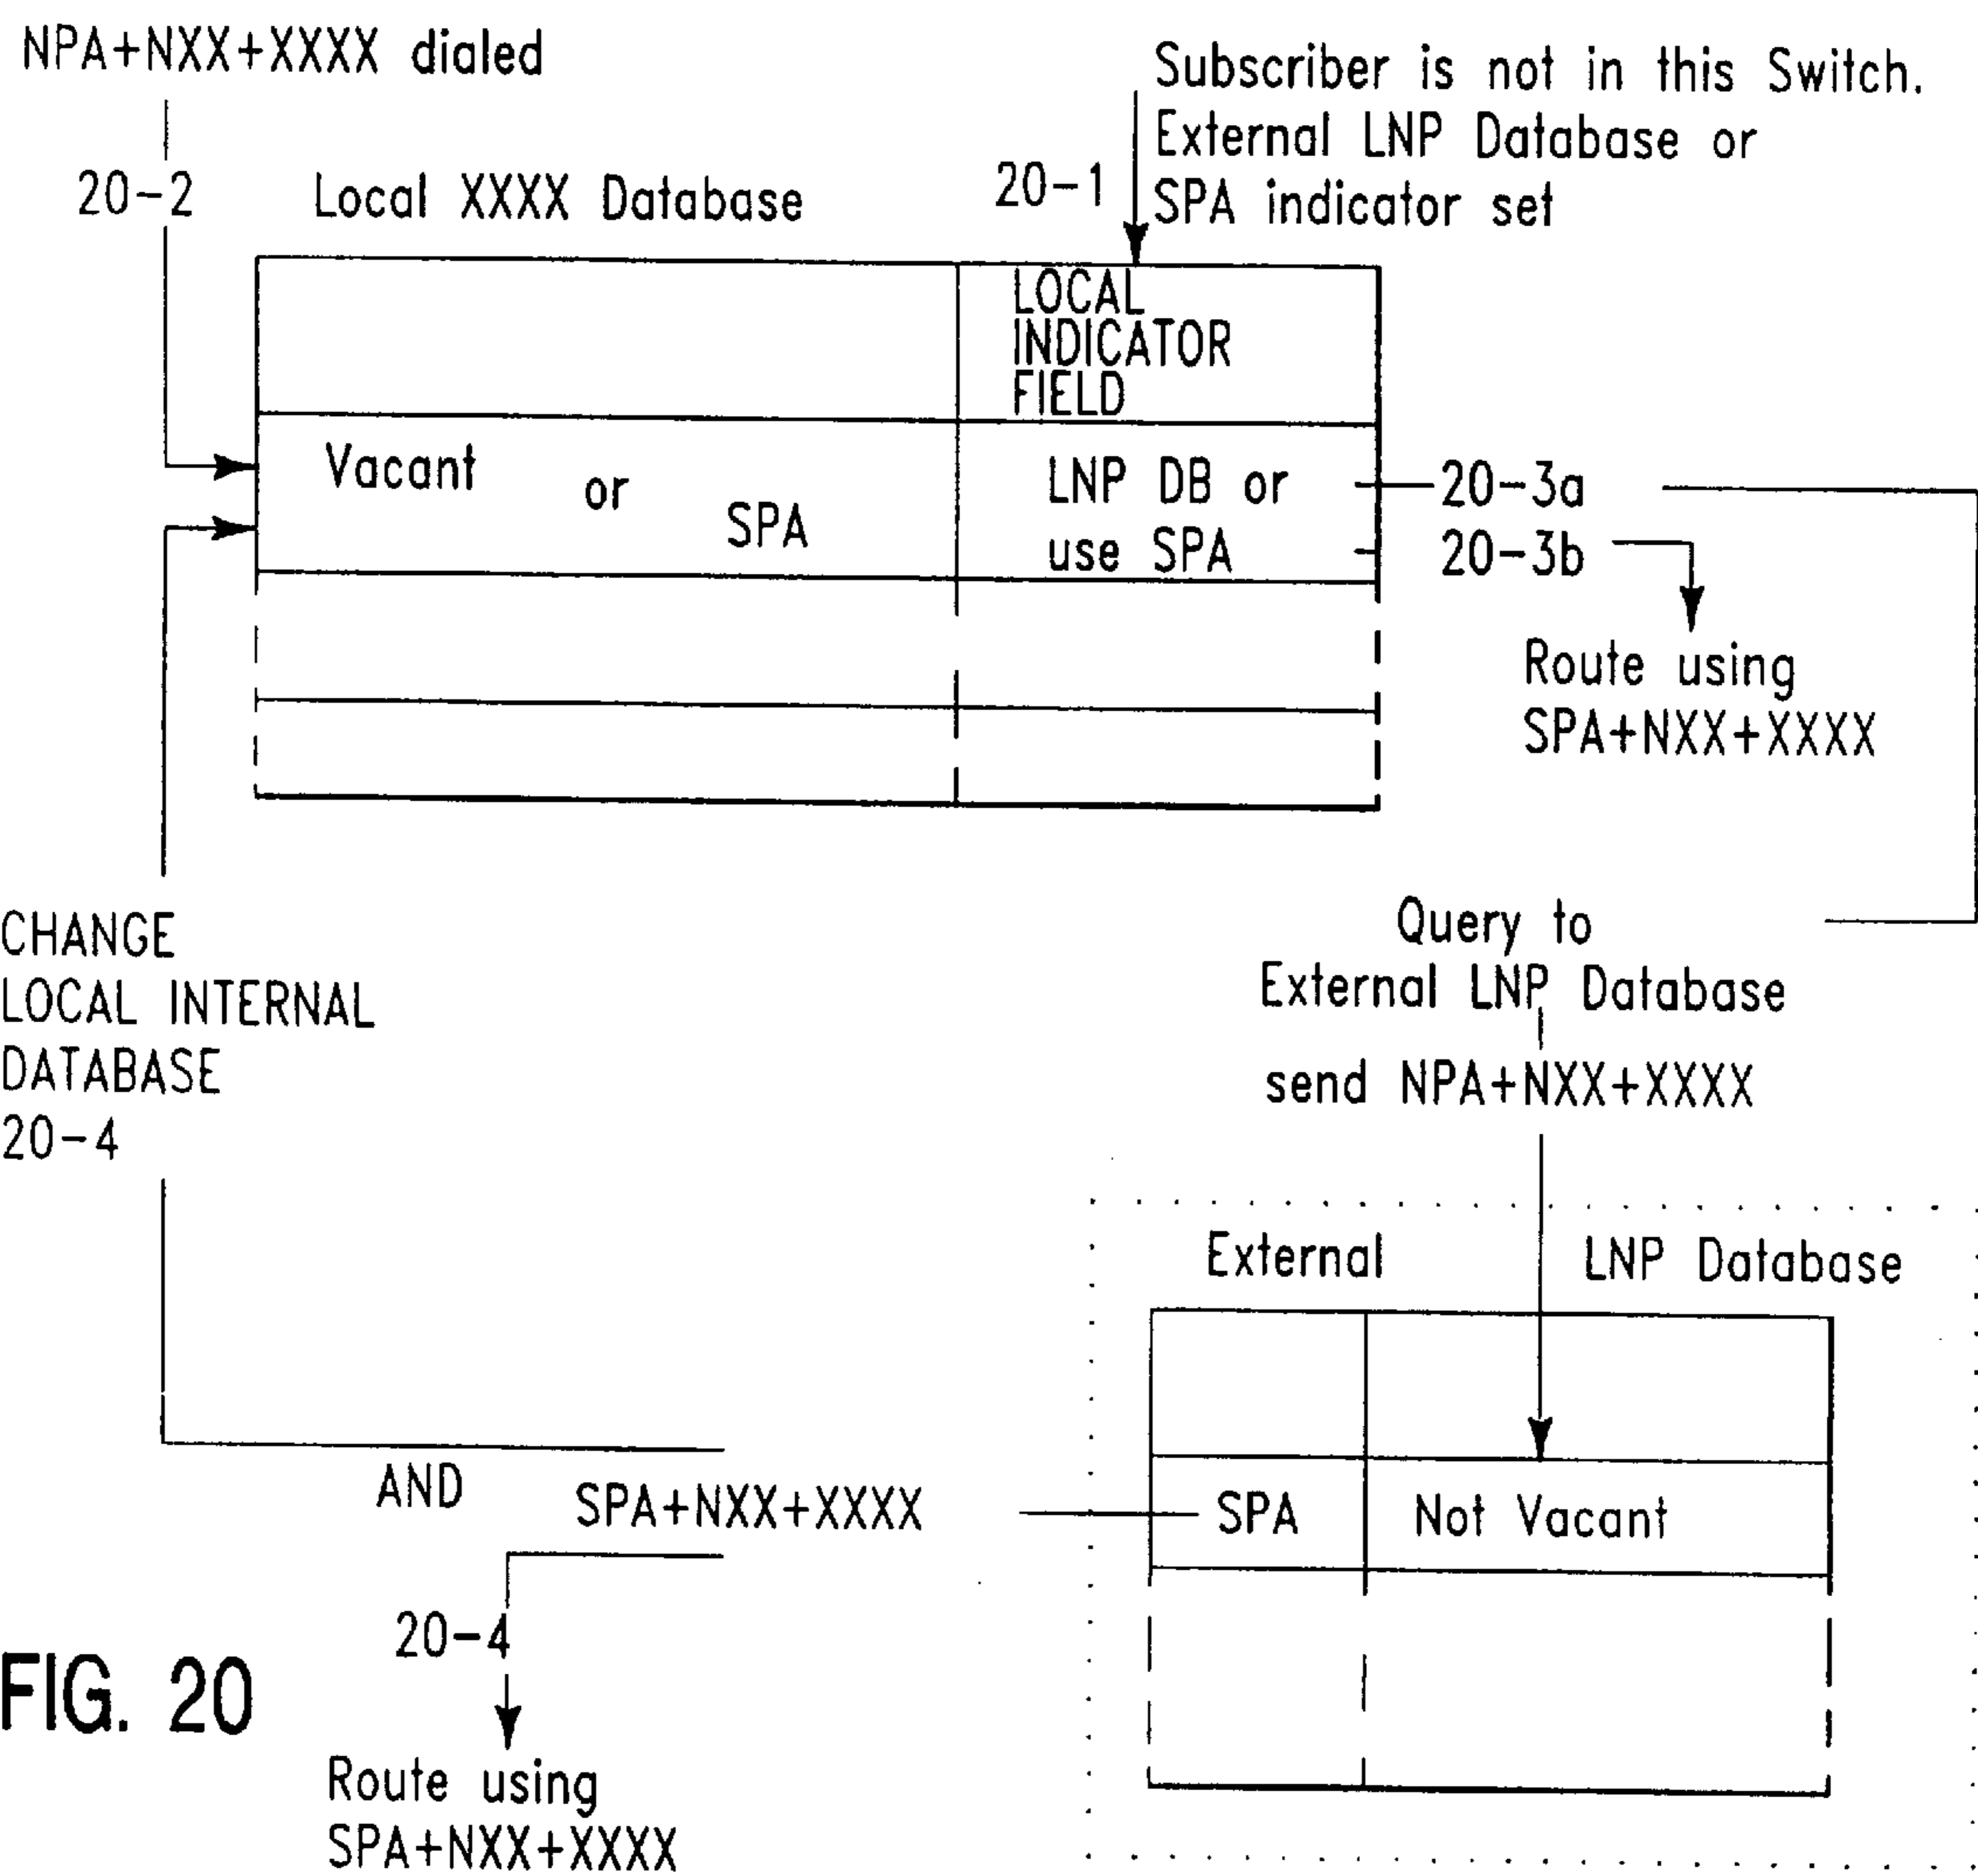 NPA+NXX+XXXX dialed
Subscriber is not in this Switch.
External LNP Database or
SPA indicator set
20-1
20-2
Local XXXX Database
LOCAL
INDICATOR
FIELD
Vacant or SPA
LNP DB or
use SPA
20-3a
20-3b
Route using
SPA+NXX+XXXX
CHANGE
LOCAL INTERNAL
DATABASE
20-4
Query to
External LNP Database
send NPA+NXX+XXXX
External LNP Database
SPA Not Vacant
AND
SPA+NXX+XXXX
20-4
Route using
SPA+NXX+XXXX
FIG. 20